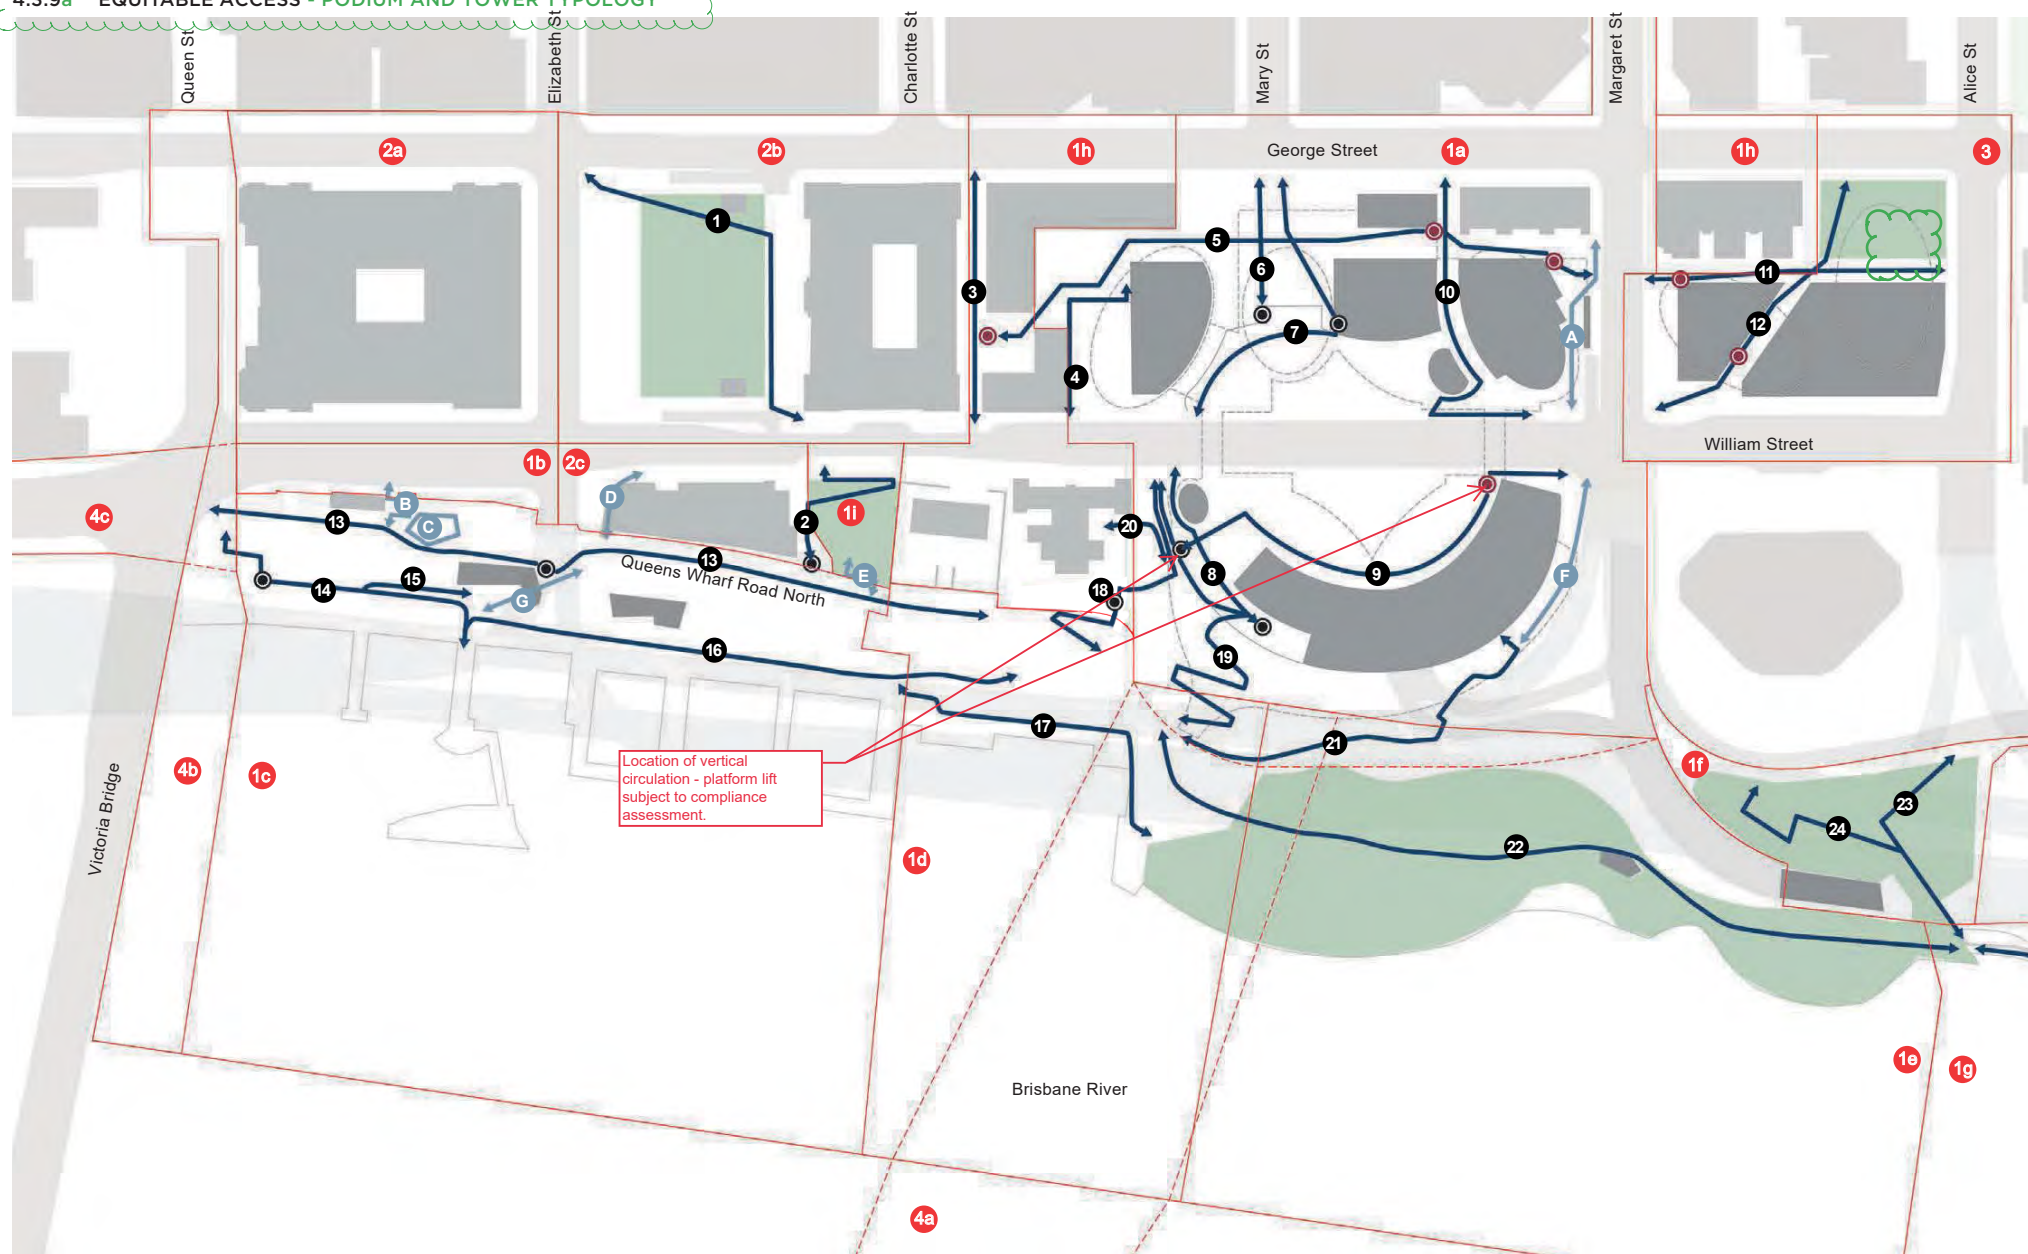 4.3.9a EQUITABLE ACCESS - PODIUM AND TOWER TYPOLOGY
Queen St
Elizabeth St
Charlotte St
Mary St
Margaret St
Alice St
2a
2b
1h
George Street
1a
1h
3
1
5
6
3
10
11
12
7
A
4
William Street
1b
2c
4c
B
C
D
1i
13
2
20
13
Queens Wharf Road North
E
8
9
F
15
14
G
18
16
19
17
21
Location of vertical
circulation - platform lift
subject to compliance
assessment.
Victoria Bridge
4b
1c
1f
23
24
22
1d
1e
1g
Brisbane River
4a